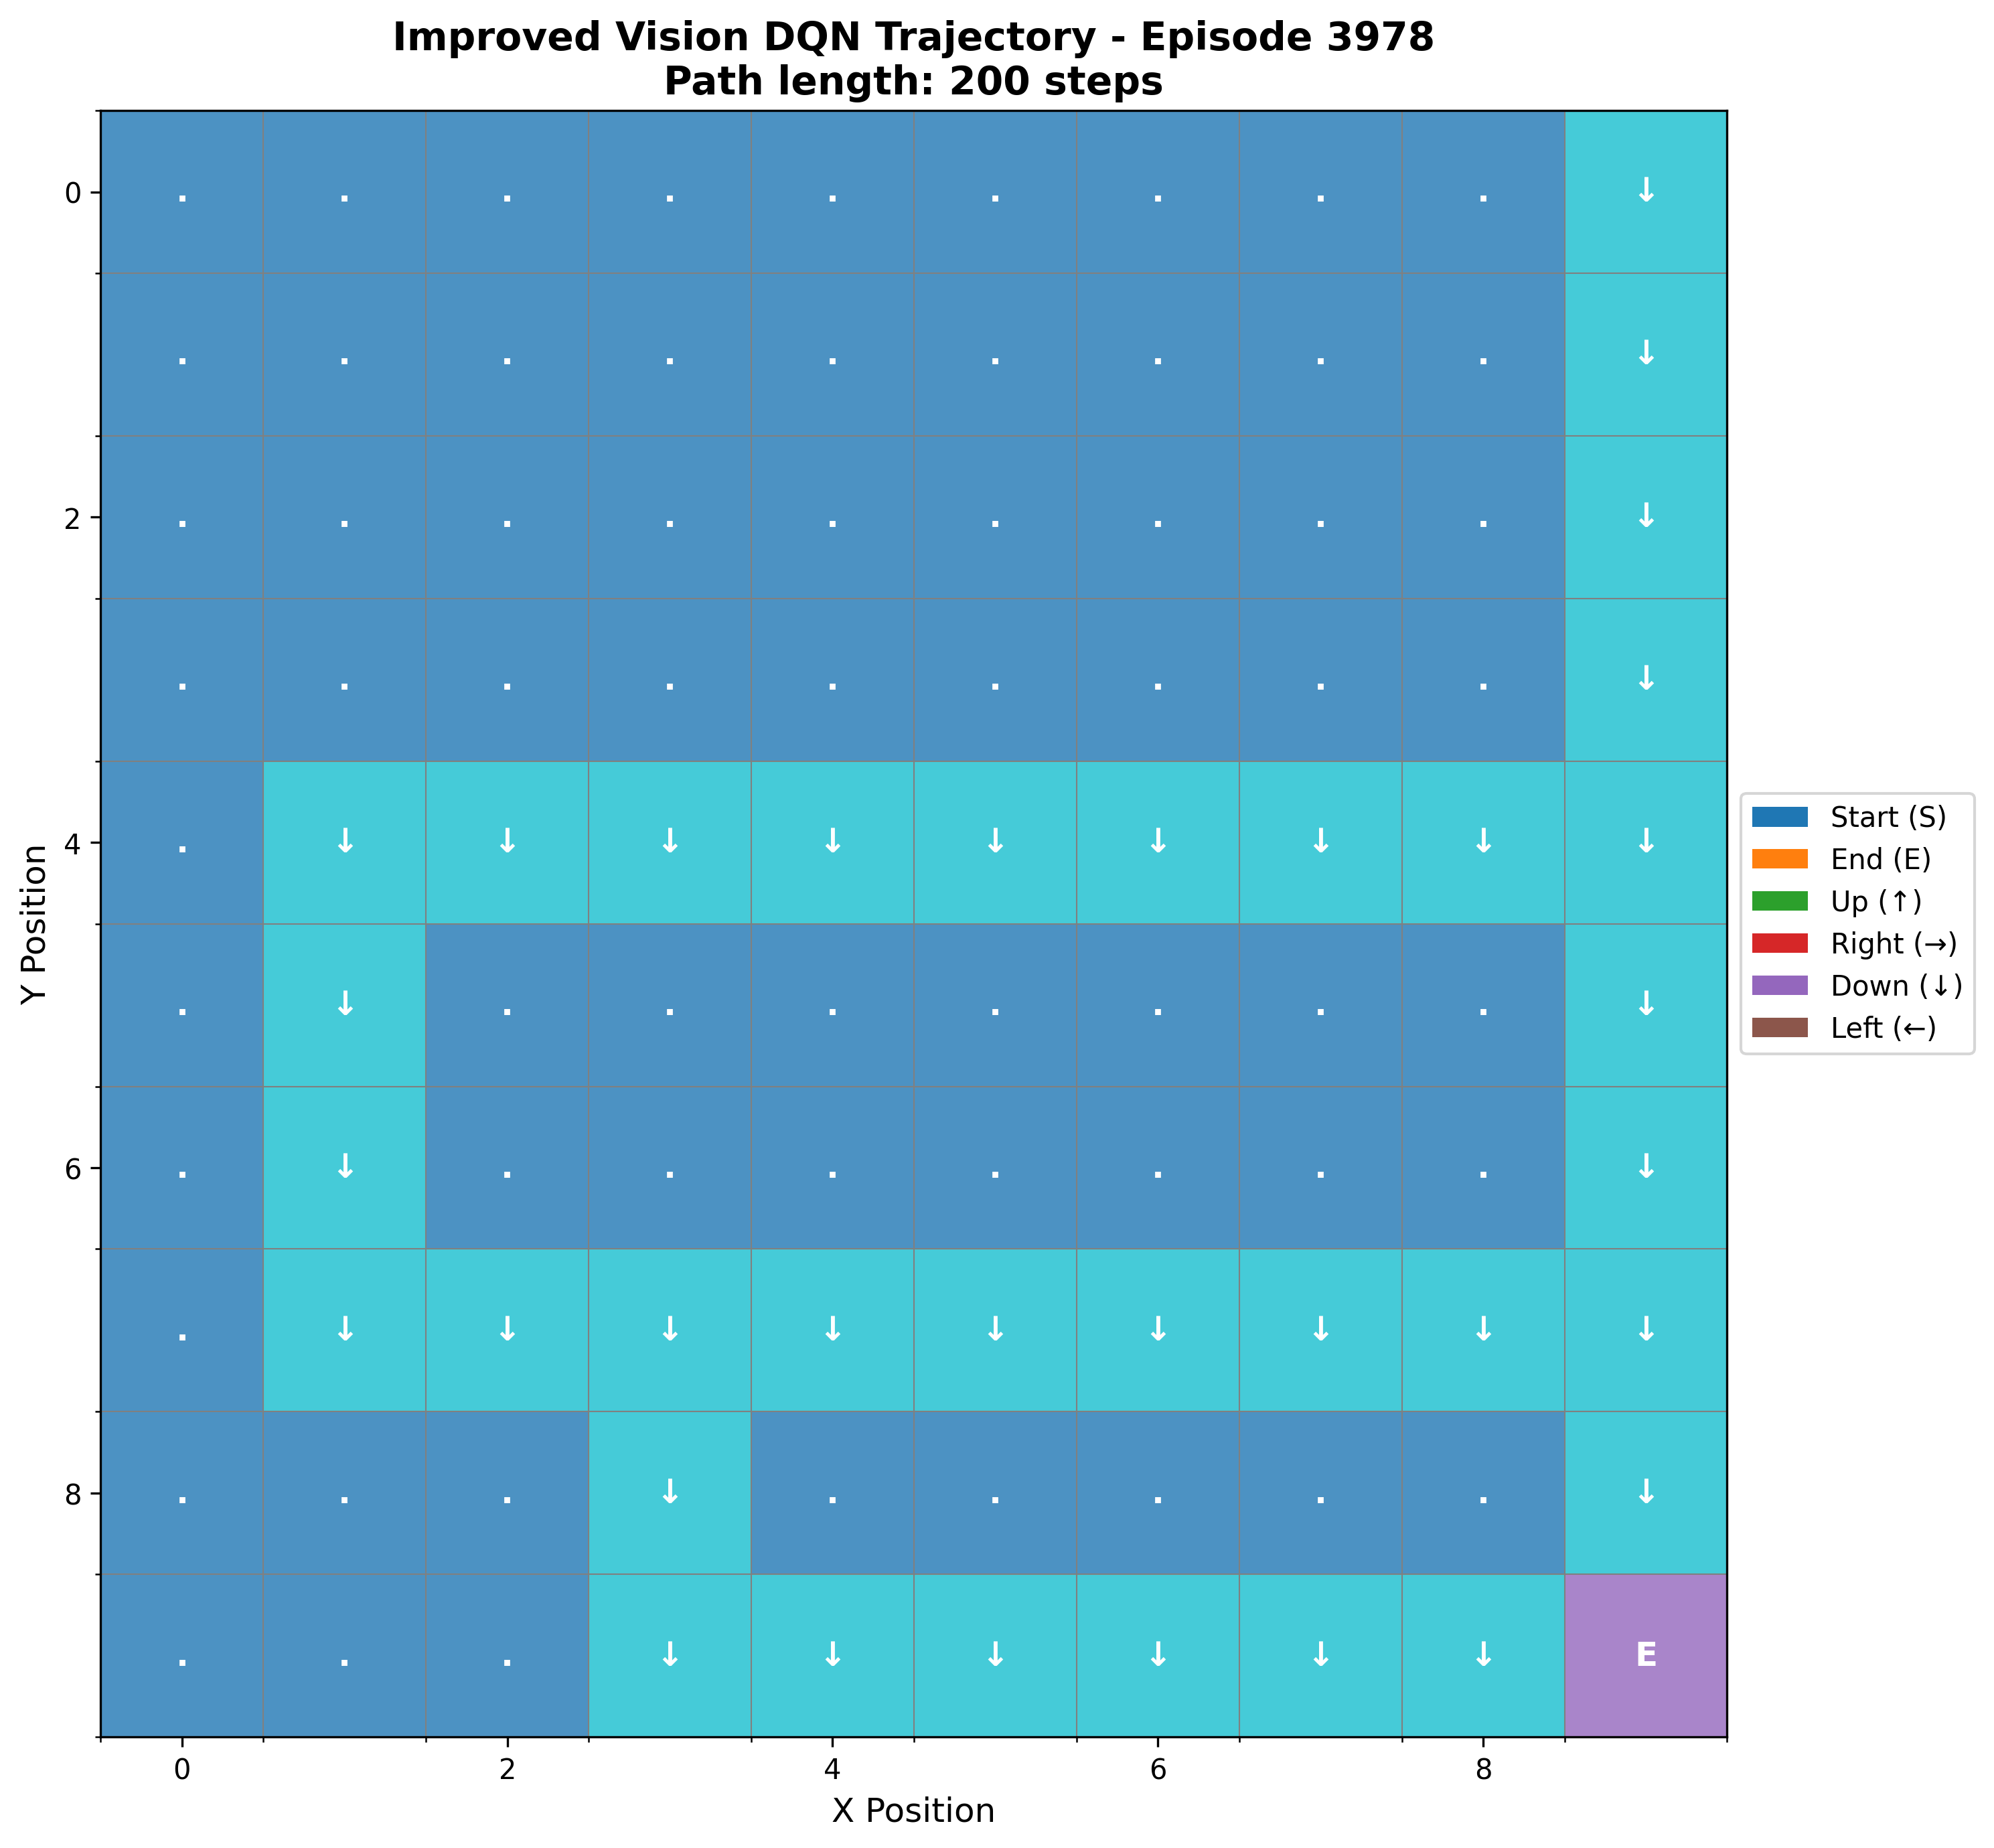 Improved Vision DQN Trajectory - Episode 3978
Path length: 200 steps
0 . . . . . . . . . ↓
. . . . . . . . . ↓
2 . . . . . . . . . ↓
. . . . . . . . . ↓
4 . ↓ ↓ ↓ ↓ ↓ ↓ ↓ ↓ ↓
. ↓ . . . . . . . ↓
6 . ↓ . . . . . . . ↓
. ↓ ↓ ↓ ↓ ↓ ↓ ↓ ↓ ↓
8 . . . ↓ . . . . . ↓
. . . ↓ ↓ ↓ ↓ ↓ ↓ E
0 2 4 6 8
X Position
Y Position
Start (S)
End (E)
Up (↑)
Right (→)
Down (↓)
Left (←)